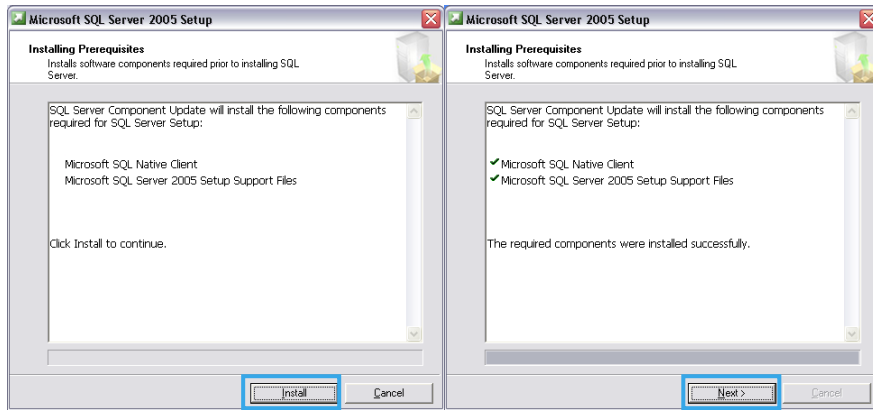 Microsoft SQL Server 2005 Setup
Installing Prerequisites
Installs software components required prior to installing SQL
Server.
SQL Server Component Update will install the following components
required for SQL Server Setup:
Microsoft SQL Native Client
Microsoft SQL Server 2005 Setup Support Files
Click Install to continue.
Install
Cancel
Microsoft SQL Server 2005 Setup
Installing Prerequisites
Installs software components required prior to installing SQL
Server.
SQL Server Component Update will install the following components
required for SQL Server Setup:
Microsoft SQL Native Client
Microsoft SQL Server 2005 Setup Support Files
The required components were installed successfully.
Next >
Cancel